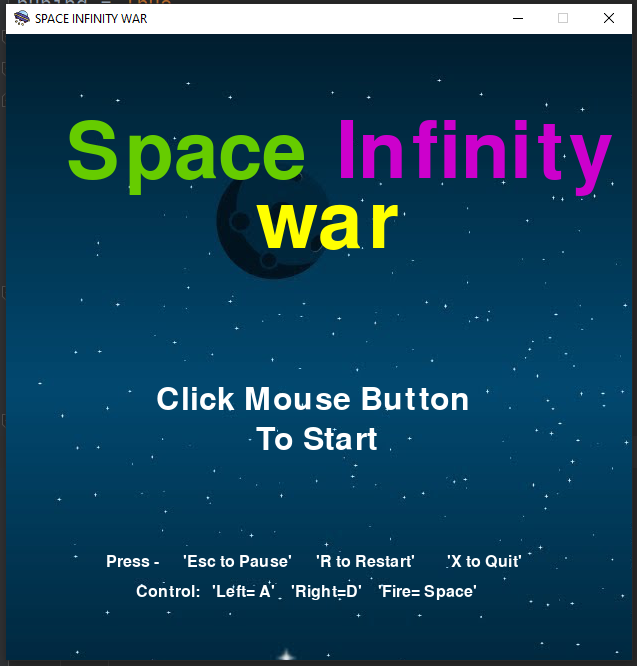 SPACE INFINITY WAR
Space Infinity
war
Click Mouse Button
To Start
Press - 'Esc to Pause' 'R to Restart' 'X to Quit'
Control: 'Left= A' 'Right=D' 'Fire= Space'